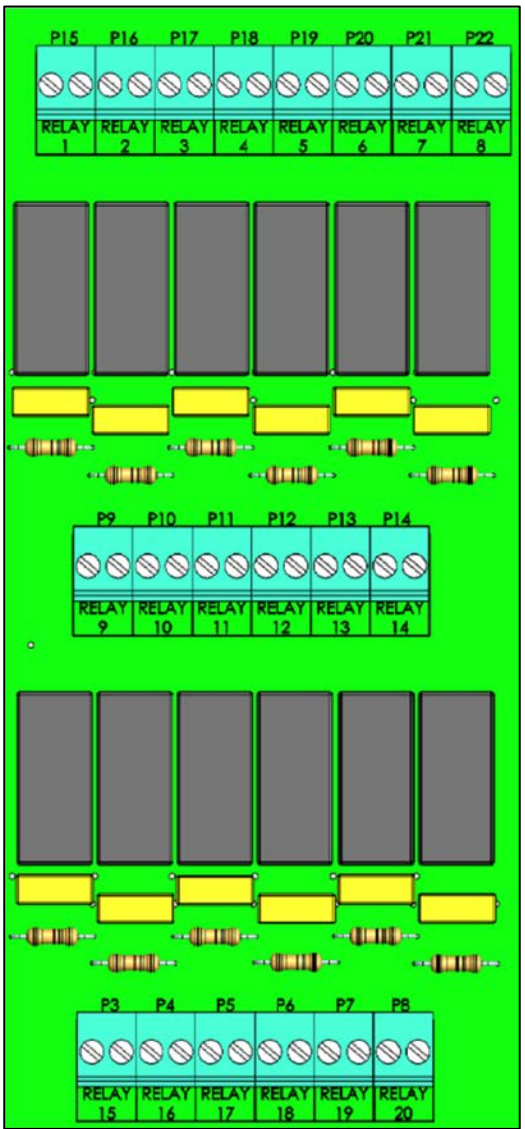 P15 P16 P17 P18 P19 P20 P21 P22
RELAY RELAY RELAY RELAY RELAY RELAY RELAY RELAY
1 2 3 4 5 6 7 8
P9 P10 P11 P12 P13 P14
RELAY RELAY RELAY RELAY RELAY RELAY
9 10 11 12 13 14
P3 P4 P5 P6 P7 P8
RELAY RELAY RELAY RELAY RELAY RELAY
15 16 17 18 19 20